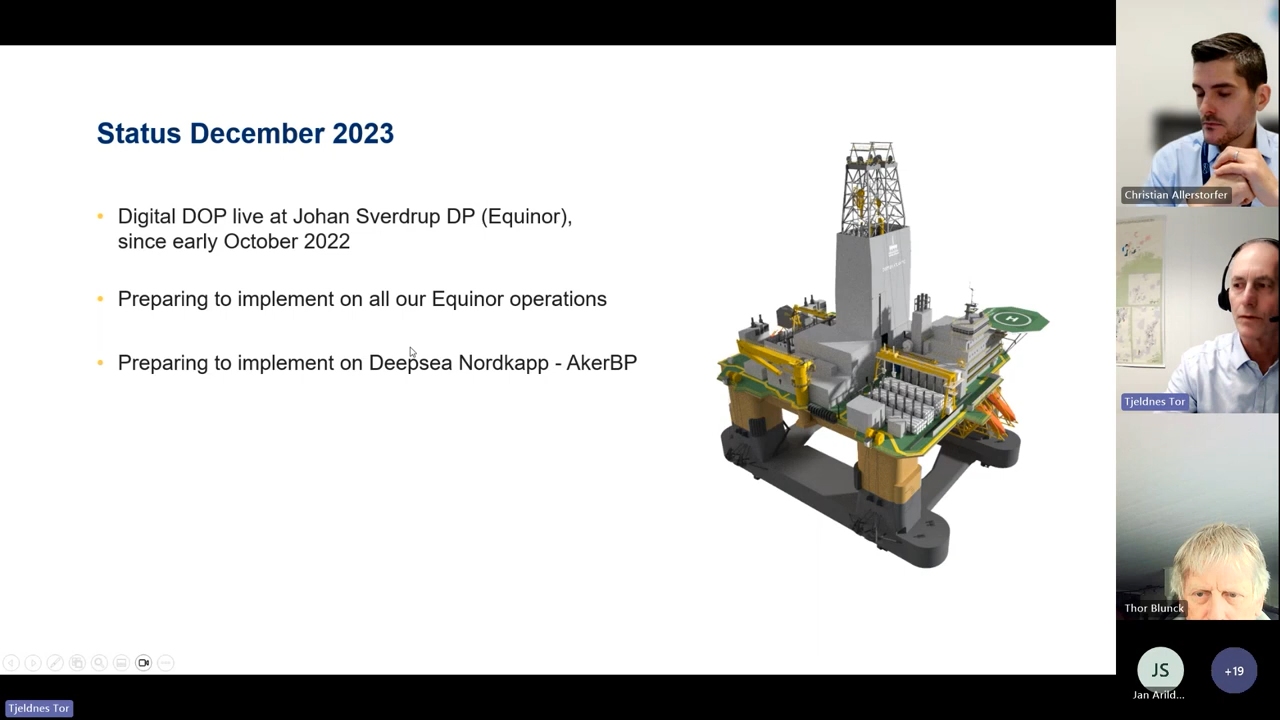 Status December 2023
• Digital DOP live at Johan Sverdrup DP (Equinor),
since early October 2022
• Preparing to implement on all our Equinor operations
• Preparing to implement on Deepsea Nordkapp - AkerBP
H
Christian Allerstorfer
Tjeldnes Tor
Thor Blunck
JS
+19
Jan Arild...
Tjeldnes Tor